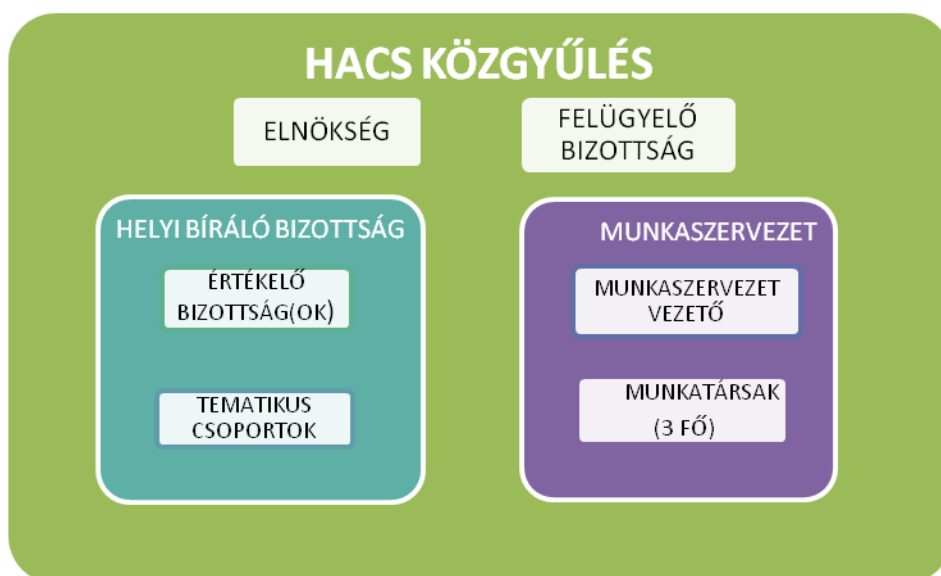 HACS KÖZGYŰLÉS
ELNÖKSÉG
FELÜGYELŐ
BIZOTTSÁG
HELYI BÍRÁLÓ BIZOTTSÁG
ÉRTÉKELŐ
BIZOTTSÁG(OK)
TEMATIKUS
CSOPORTOK
MUNKASZERVEZET
MUNKASZERVEZET
VEZETŐ
MUNKATÁRSAK
(3 FŐ)